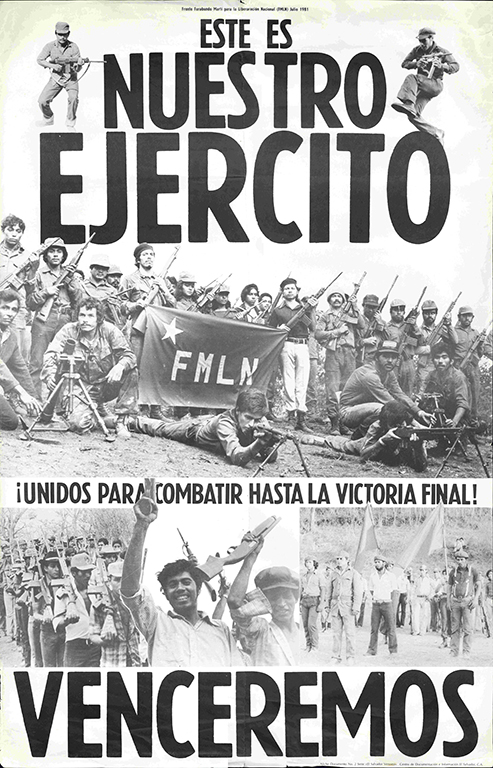 Frente Farabundo Martí para la Liberación Nacional (FMLN) Julio 1981
ESTE ES
NUESTRO
EJERCITO
FMLN
¡UNIDOS PARA COMBATIR HASTA LA VICTORIA FINAL!
VENCEREMOS